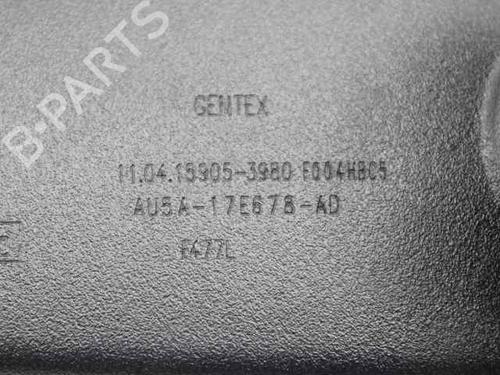 B-PARTS
GENTEX
11.04.15905-3980 E004HBC5
AU5A-17E678-AD
F477L